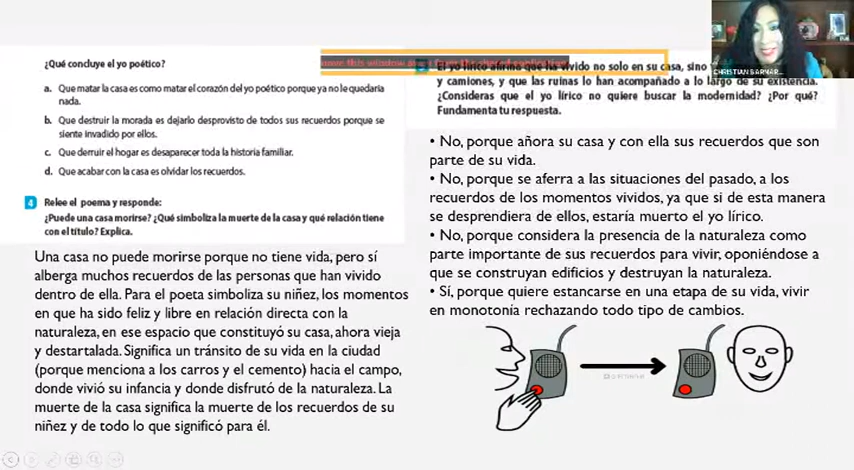 ¿Qué concluye el yo poético?
a. Que matar la casa es como matar el corazón del yo poético porque ya no le quedaría
nada.
b. Que destruir la morada es dejarlo desprovisto de todos sus recuerdos porque se
siente invadido por ellos.
c. Que derruir el hogar es desaparecer toda la historia familiar.
d. Que acabar con la casa es olvidar los recuerdos.
4 Relee el poema y responde:
¿Puede una casa morirse? ¿Qué simboliza la muerte de la casa y qué relación tiene
con el título? Explica.
Una casa no puede morirse porque no tiene vida, pero sí
alberga muchos recuerdos de las personas que han vivido
dentro de ella. Para el poeta simboliza su niñez, los momentos
en que ha sido feliz y libre en relación directa con la
naturaleza, en ese espacio que constituyó su casa, ahora vieja
y destartalada. Significa un tránsito de su vida en la ciudad
(porque menciona a los carros y el cemento) hacia el campo,
donde vivió su infancia y donde disfrutó de la naturaleza. La
muerte de la casa significa la muerte de los recuerdos de su
niñez y de todo lo que significó para él.
this window
El yo lírico afirma que ha vivido no solo en su casa, sino
y camiones, y que las ruinas lo han acompañado a lo largo de su existencia.
¿Consideras que el yo lírico no quiere buscar la modernidad? ¿Por qué?
Fundamenta tu respuesta.
• No, porque añora su casa y con ella sus recuerdos que son
parte de su vida.
• No, porque se aferra a las situaciones del pasado, a los
recuerdos de los momentos vividos, ya que si de esta manera
se desprendiera de ellos, estaría muerto el yo lírico.
• No, porque considera la presencia de la naturaleza como
parte importante de sus recuerdos para vivir, oponiéndose a
que se construyan edificios y destruyan la naturaleza.
• Sí, porque quiere estancarse en una etapa de su vida, vivir
en monotonía rechazando todo tipo de cambios.